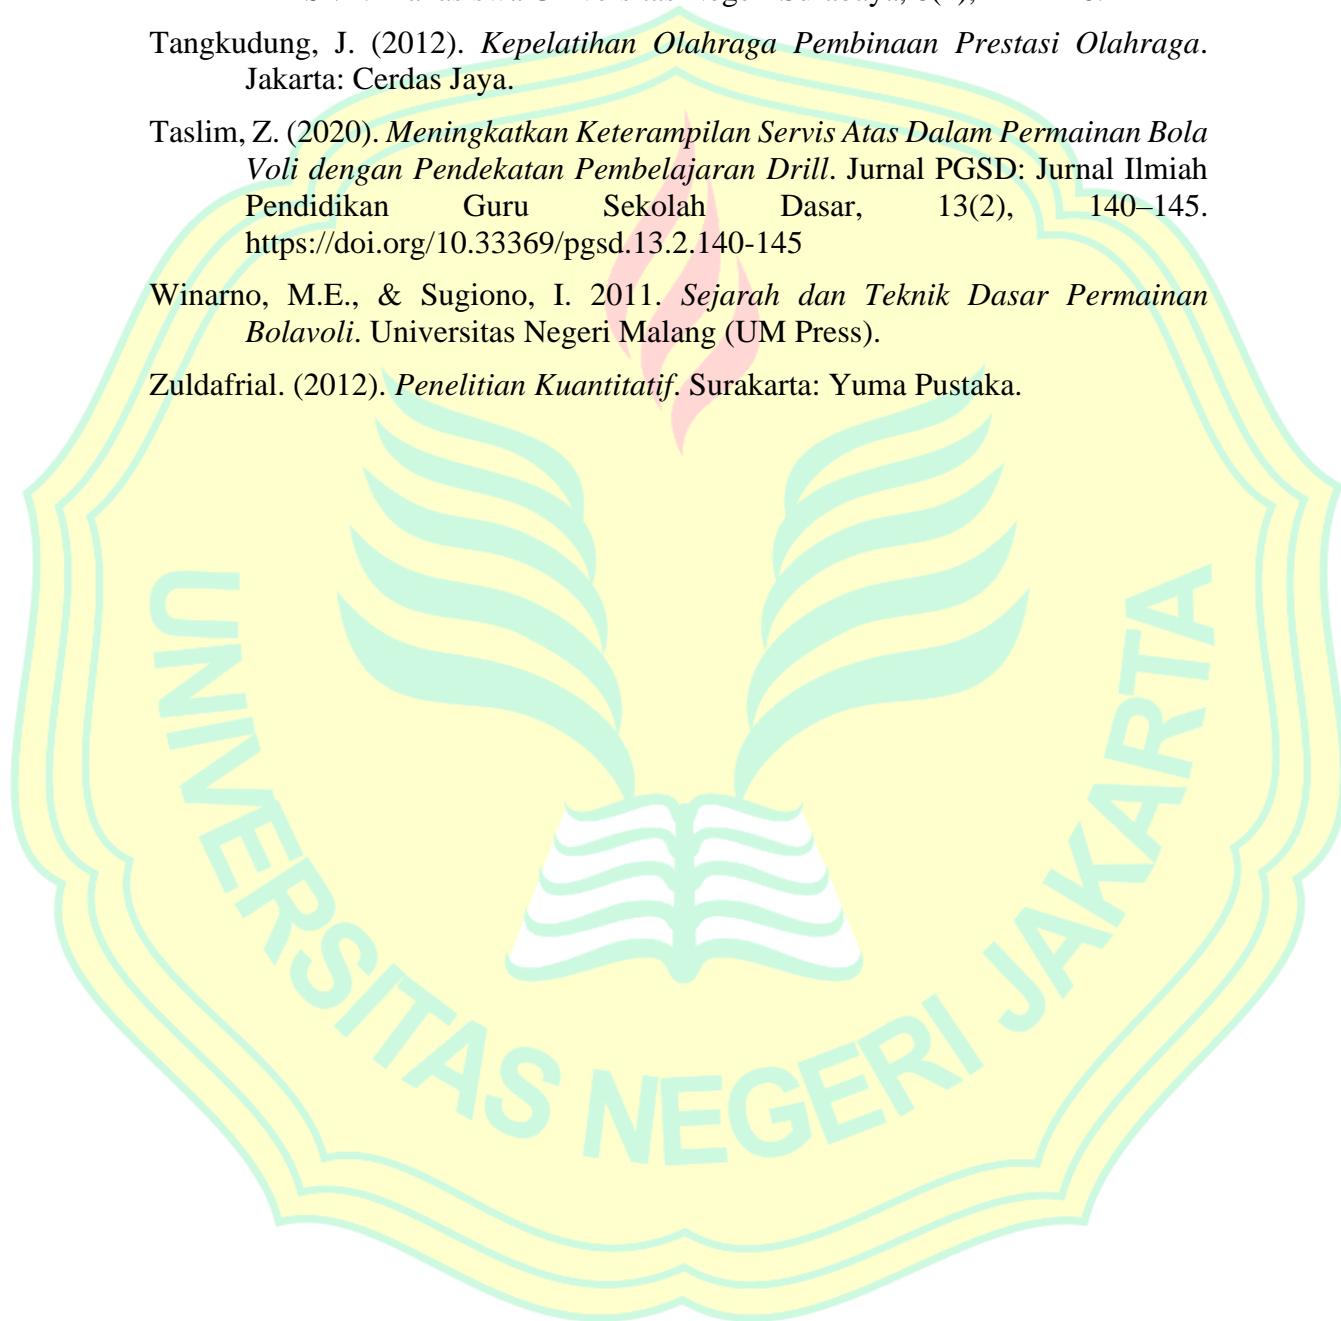 Universitas Negeri Surabaya,
Tangkudung, J. (2012). Kepelatihan Olahraga Pembinaan Prestasi Olahraga.
Jakarta: Cerdas Jaya.
Taslim, Z. (2020). Meningkatkan Keterampilan Servis Atas Dalam Permainan Bola
Voli dengan Pendekatan Pembelajaran Drill. Jurnal PGSD: Jurnal Ilmiah
Pendidikan Guru Sekolah Dasar, 13(2), 140–145.
https://doi.org/10.33369/pgsd.13.2.140-145
Winarno, M.E., & Sugiono, I. 2011. Sejarah dan Teknik Dasar Permainan
Bolavoli. Universitas Negeri Malang (UM Press).
Zuldafrial. (2012). Penelitian Kuantitatif. Surakarta: Yuma Pustaka.
UNIVERSITAS NEGERI JAKARTA